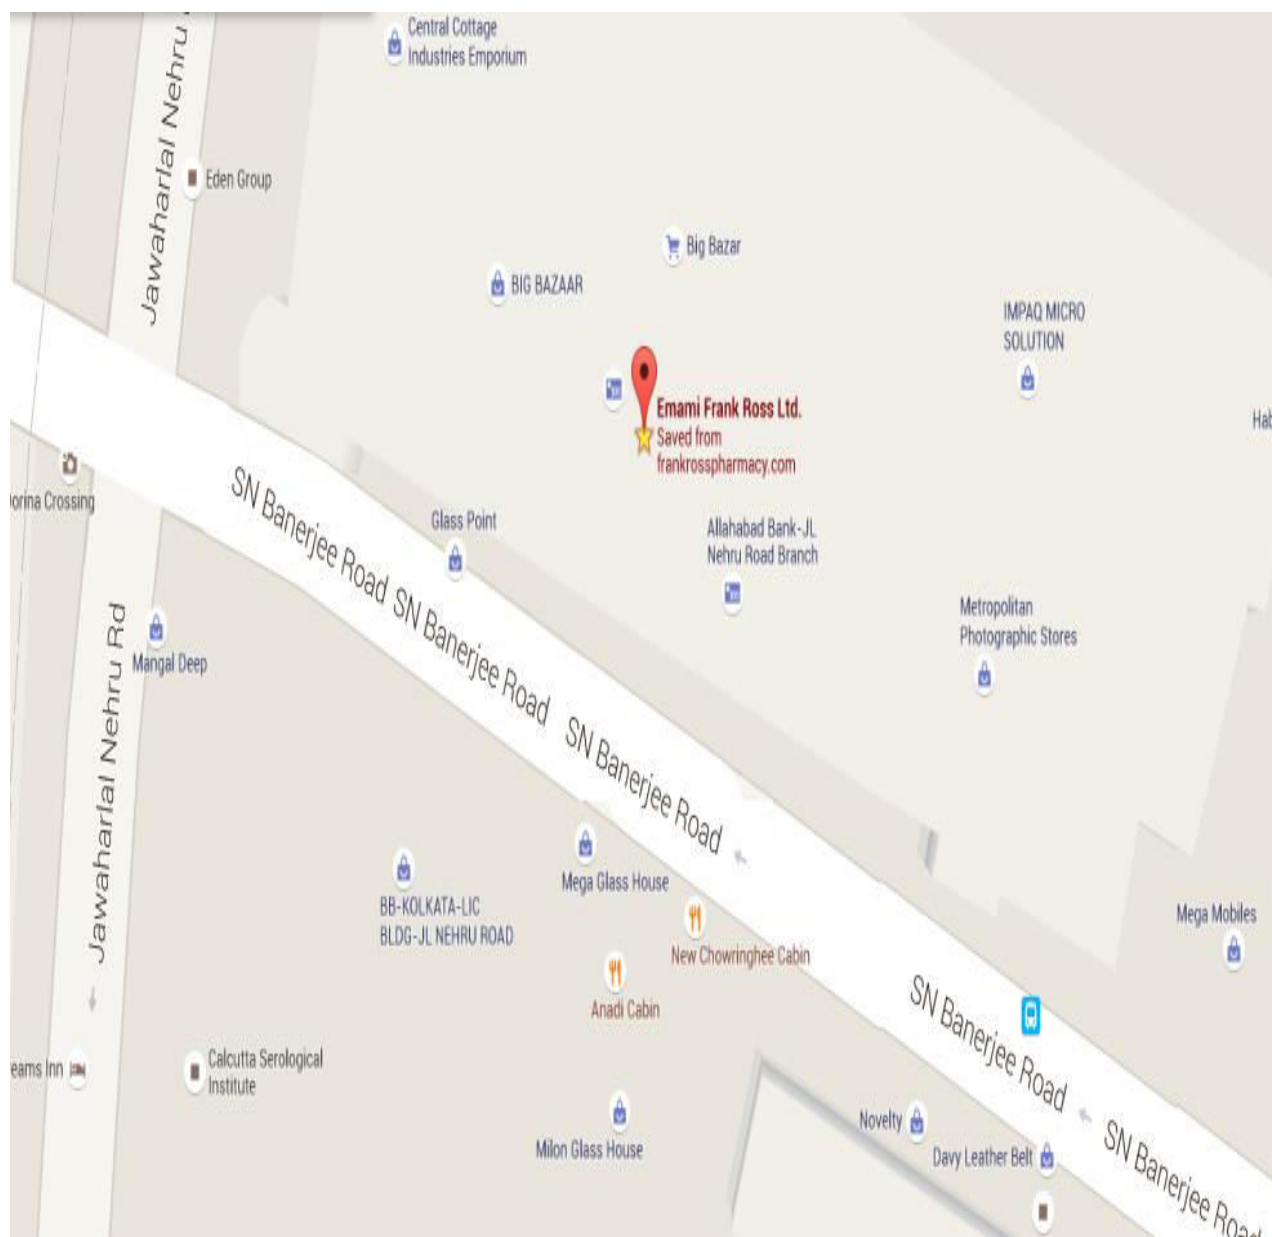 Central Cottage
Industries Emporium
Jawaharlal Nehru
Eden Group
Big Bazar
BIG BAZAAR
IMPAQ MICRO
SOLUTION
Emami Frank Ross Ltd.
Saved from
frankrosspharmacy.com
Hab
orina Crossing
SN Banerjee Road
Glass Point
Allahabad Bank-JL
Nehru Road Branch
SN Banerjee Road
Metropolitan
Photographic Stores
Mangal Deep
Jawaharlal Nehru Rd
SN Banerjee Road
Mega Glass House
BB-KOLKATA-LIC
BLDG-JL NEHRU ROAD
Mega Mobiles
New Chowringhee Cabin
Anadi Cabin
SN Banerjee Road
eams Inn
Calcutta Serological
Institute
Novelty
Milon Glass House
Davy Leather Belt
SN Banerjee Road